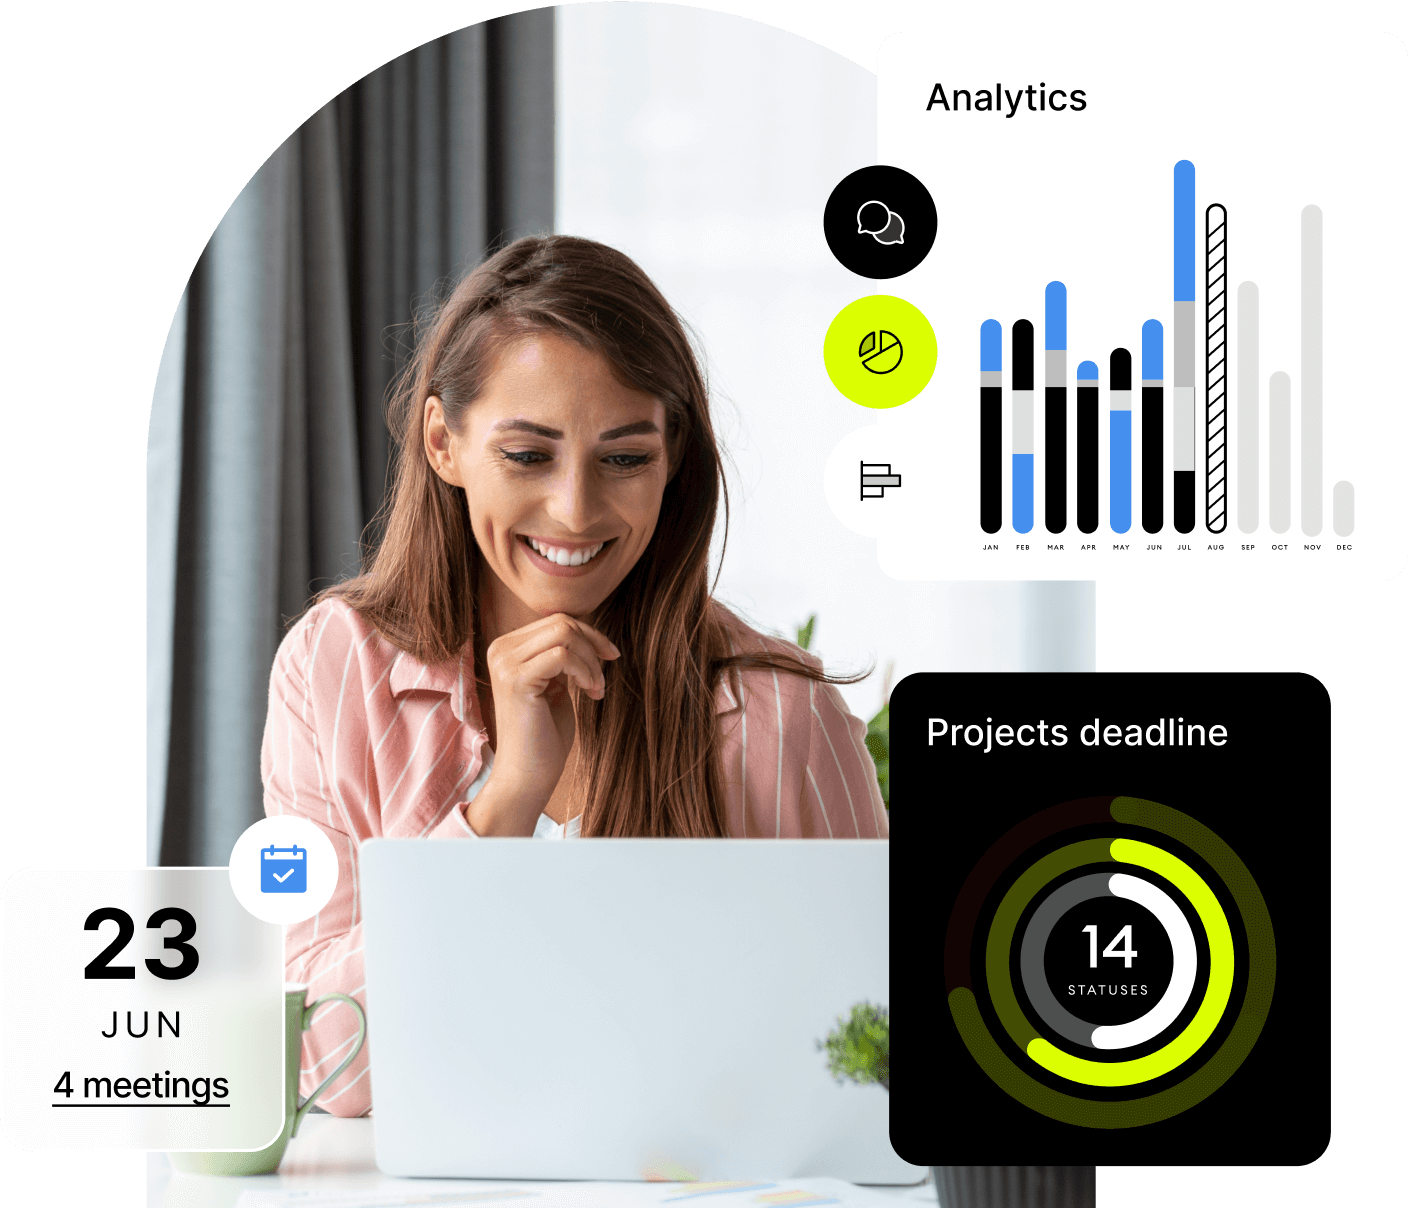 Analytics
JAN FEB MAR APR MAY JUN JUL AUG SEP OCT NOV DEC
Projects deadline
14
STATUSES
23
JUN
4 meetings